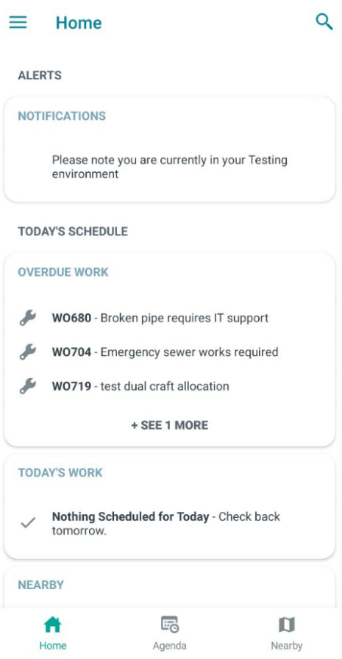 Home
ALERTS
NOTIFICATIONS
Please note you are currently in your Testing
environment
TODAY'S SCHEDULE
OVERDUE WORK
WO680 - Broken pipe requires IT support
WO704 - Emergency sewer works required
WO719 - test dual craft allocation
+ SEE 1 MORE
TODAY'S WORK
Nothing Scheduled for Today - Check back
tomorrow.
NEARBY
Home
Agenda
Nearby